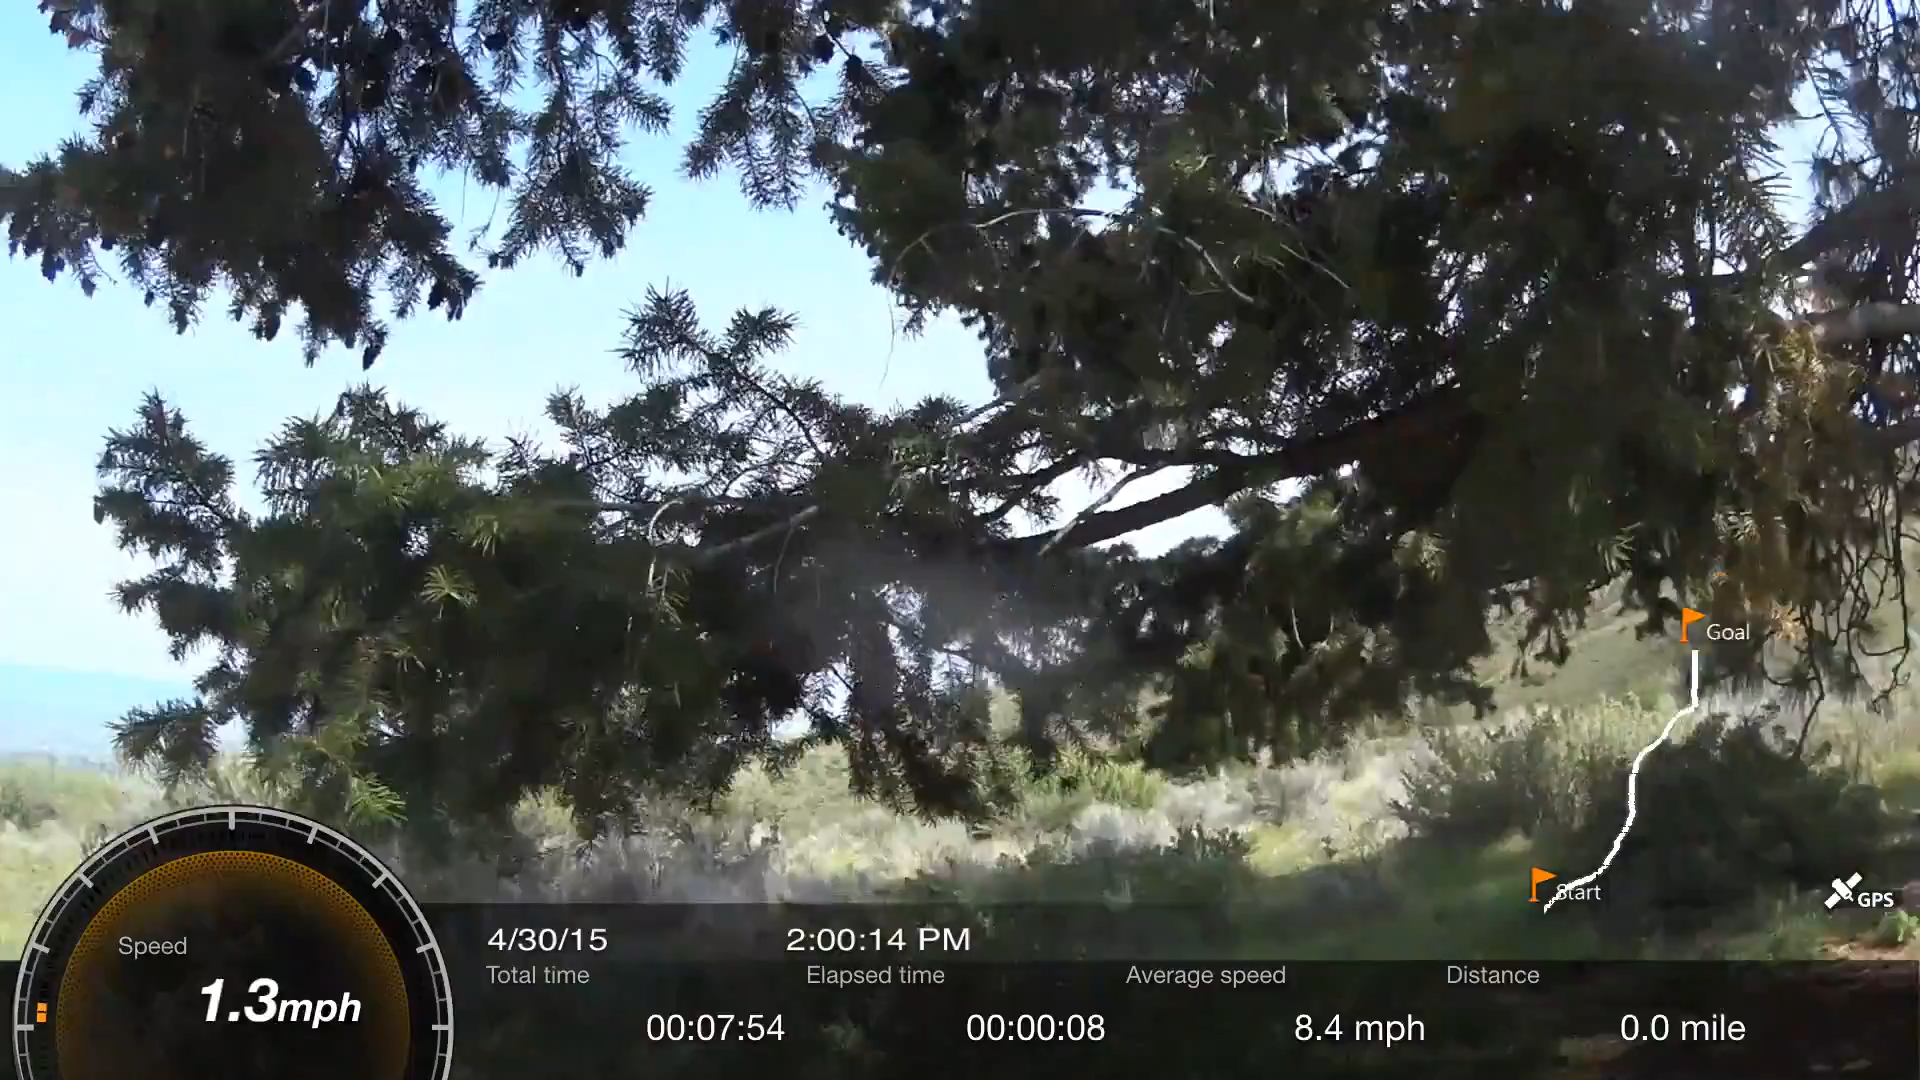 Goal
Start
GPS
4/30/15 2:00:14 PM
Speed
Total time Elapsed time Average speed Distance
1.3mph
00:07:54 00:00:08 8.4 mph 0.0 mile